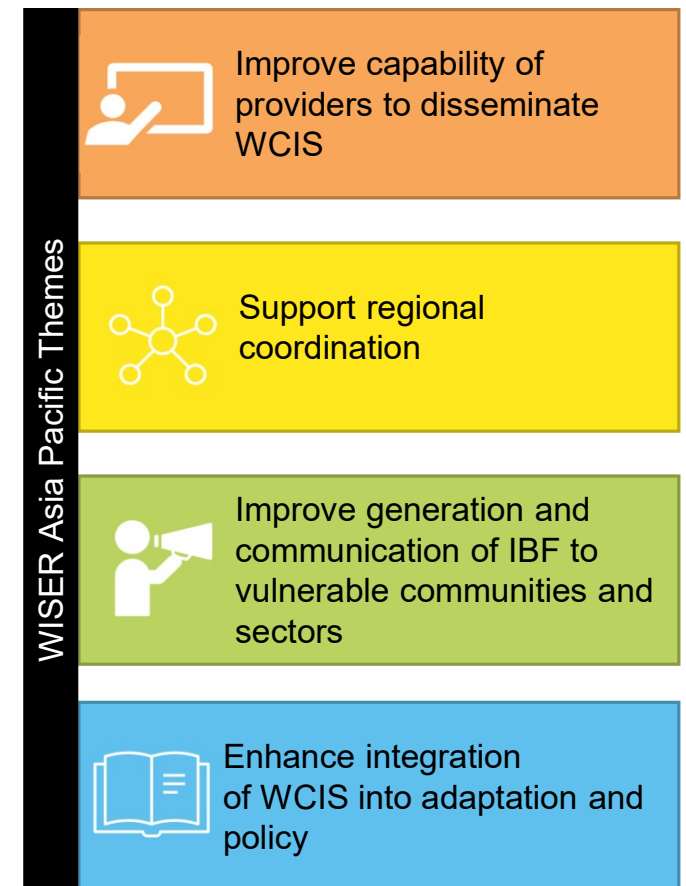 WISER Asia Pacific Themes
Improve capability of
providers to disseminate
WCIS
Support regional
coordination
Improve generation and
communication of IBF to
vulnerable communities and
sectors
Enhance integration
of WCIS into adaptation and
policy